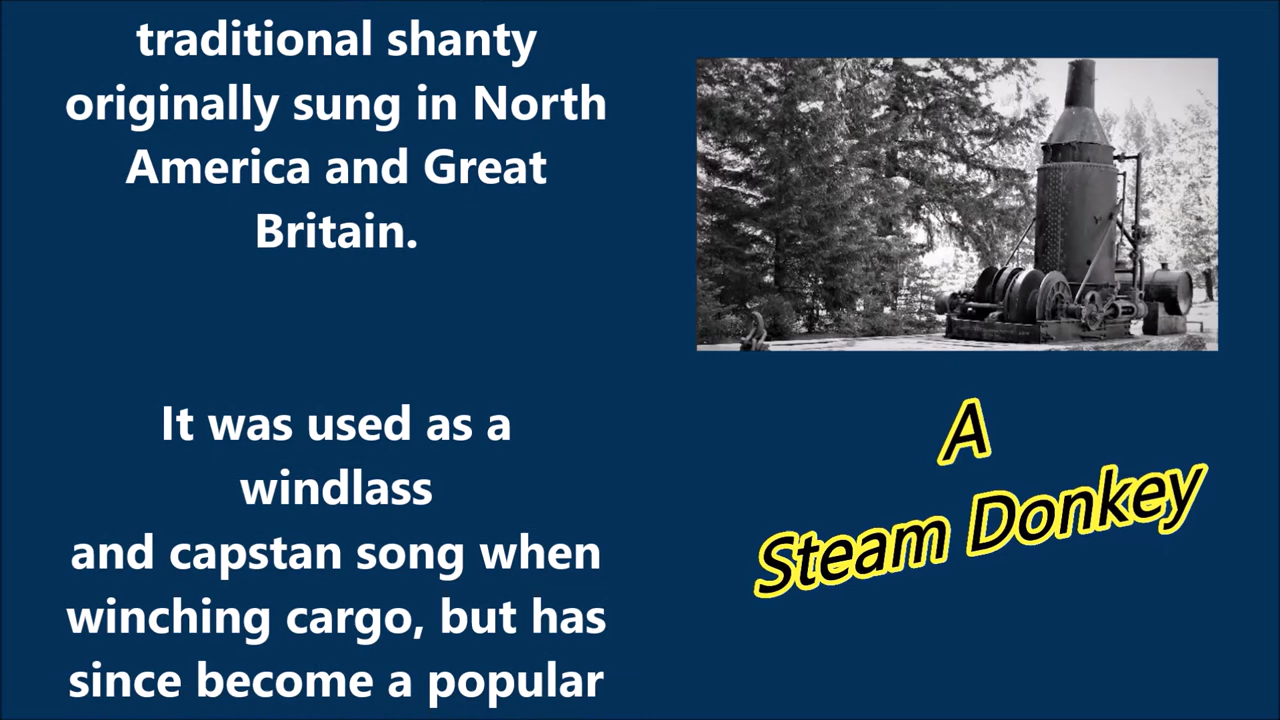 traditional shanty
originally sung in North
America and Great
Britain.
It was used as a
windlass
and capstan song when
winching cargo, but has
since become a popular
A
Steam Donkey